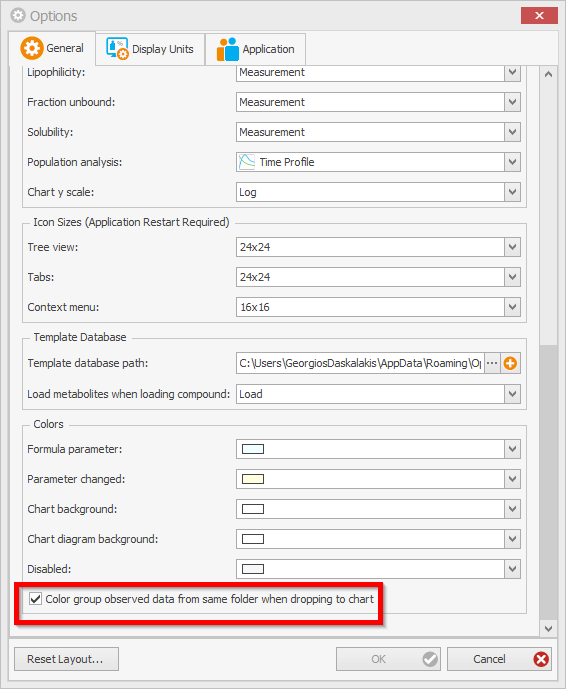 Options
General
Display Units
Application
Lipophilicity: Measurement
Fraction unbound: Measurement
Solubility: Measurement
Population analysis: Time Profile
Chart y scale: Log
Icon Sizes (Application Restart Required)
Tree view: 24x24
Tabs: 24x24
Context menu: 16x16
Template Database
Template database path: C:\Users\GeorgiosDaskalakis\AppData\Roaming\Op ...
Load metabolites when loading compound: Load
Colors
Formula parameter:
Parameter changed:
Chart background:
Chart diagram background:
Disabled:
Color group observed data from same folder when dropping to chart
Reset Layout... OK Cancel